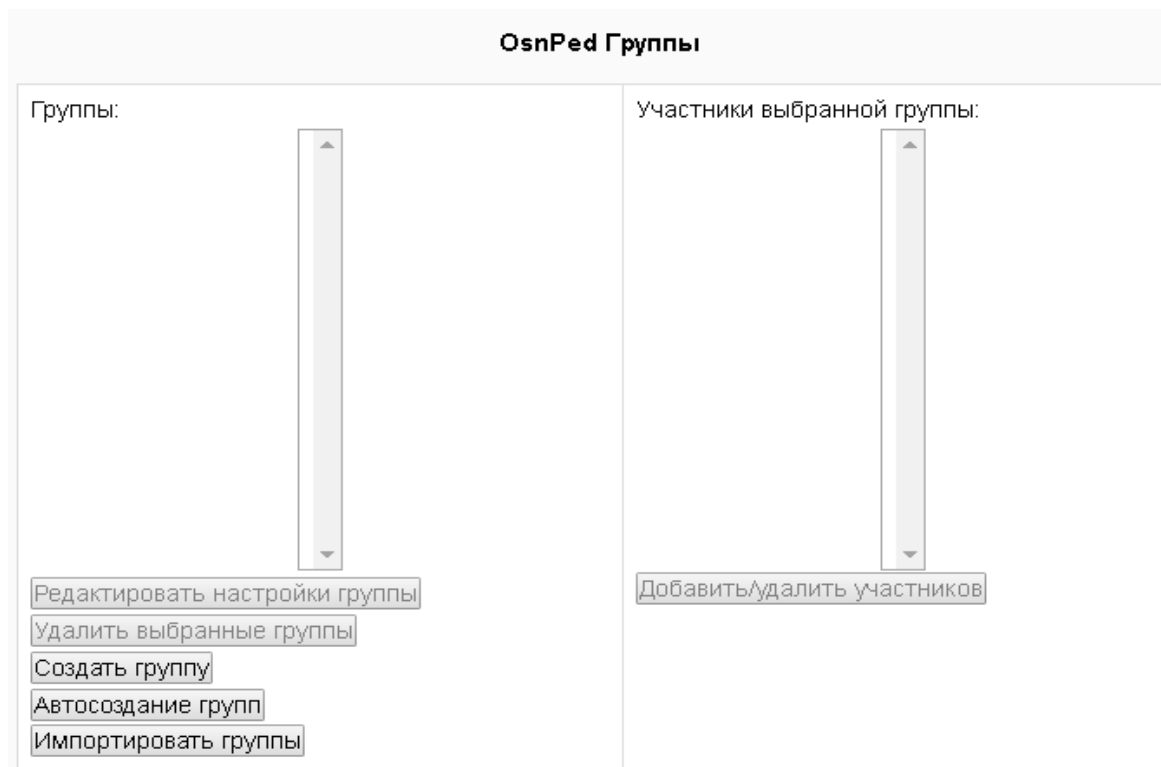 OsnPed Группы
Группы:
Участники выбранной группы:
Редактировать настройки группы
Добавить/удалить участников
Удалить выбранные группы
Создать группу
Автосоздание групп
Импортировать группы